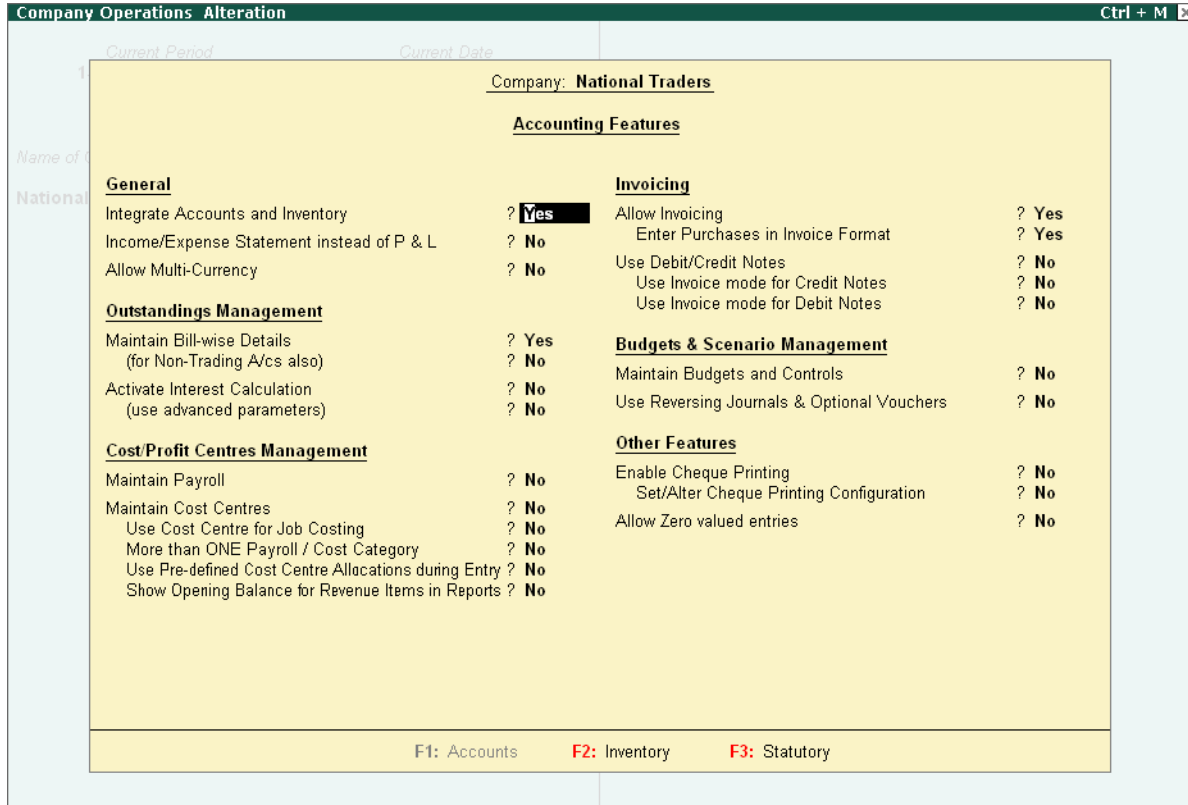 Company Operations Alteration
Ctrl + M
Current Period
Current Date
Name of
National
Company: National Traders
Accounting Features
General
Integrate Accounts and Inventory ? Yes
Income/Expense Statement instead of P & L ? No
Allow Multi-Currency ? No
Outstandings Management
Maintain Bill-wise Details ? Yes
(for Non-Trading A/cs also) ? No
Activate Interest Calculation ? No
(use advanced parameters) ? No
Cost/Profit Centres Management
Maintain Payroll ? No
Maintain Cost Centres ? No
Use Cost Centre for Job Costing ? No
More than ONE Payroll / Cost Category ? No
Use Pre-defined Cost Centre Allocations during Entry ? No
Show Opening Balance for Revenue Items in Reports ? No
Invoicing
Allow Invoicing ? Yes
Enter Purchases in Invoice Format ? Yes
Use Debit/Credit Notes ? No
Use Invoice mode for Credit Notes ? No
Use Invoice mode for Debit Notes ? No
Budgets & Scenario Management
Maintain Budgets and Controls ? No
Use Reversing Journals & Optional Vouchers ? No
Other Features
Enable Cheque Printing ? No
Set/Alter Cheque Printing Configuration ? No
Allow Zero valued entries ? No
F1: Accounts F2: Inventory F3: Statutory